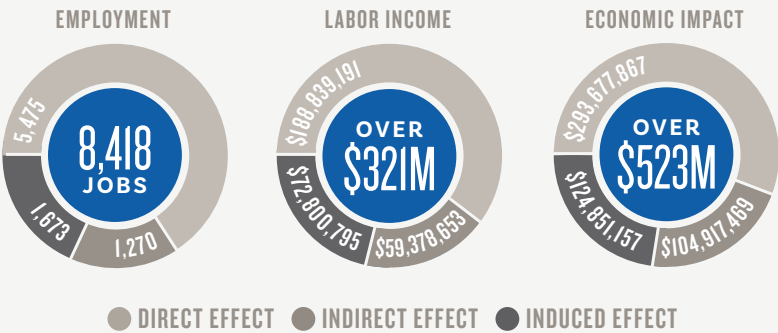 EMPLOYMENT
5,475
8,418
JOBS
1,673
1,270
LABOR INCOME
$188,839,191
OVER
$321M
$72,800,795
$59,378,653
ECONOMIC IMPACT
$293,677,867
OVER
$523M
$124,851,157
$104,917,469
DIRECT EFFECT
INDIRECT EFFECT
INDUCED EFFECT